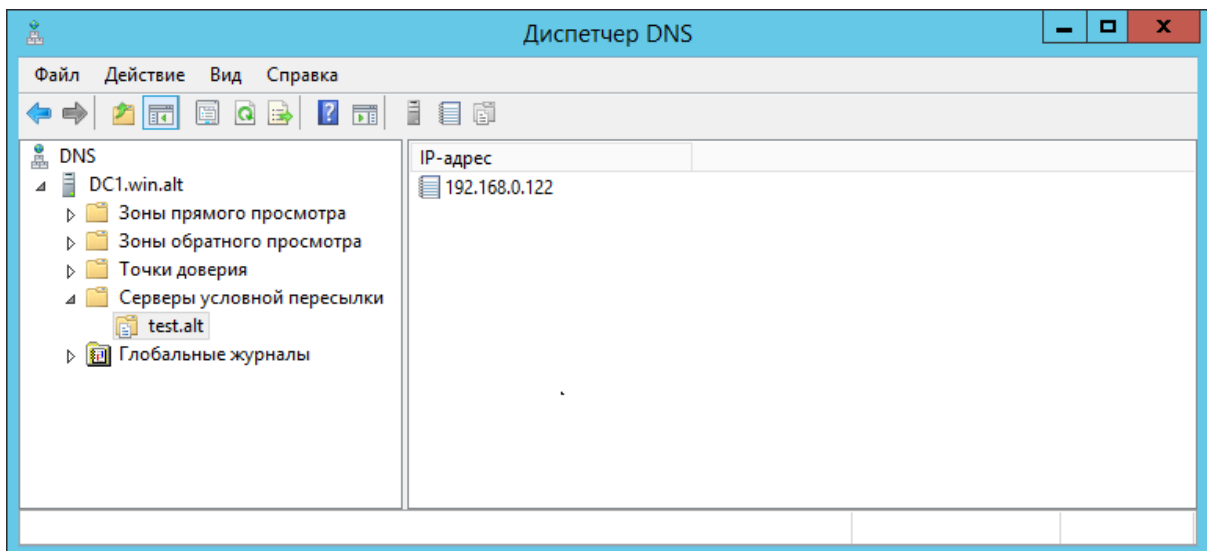 Диспетчер DNS
Файл Действие Вид Справка
DNS
DC1.win.alt
Зоны прямого просмотра
Зоны обратного просмотра
Точки доверия
Серверы условной пересылки
test.alt
Глобальные журналы
IP-адрес
192.168.0.122